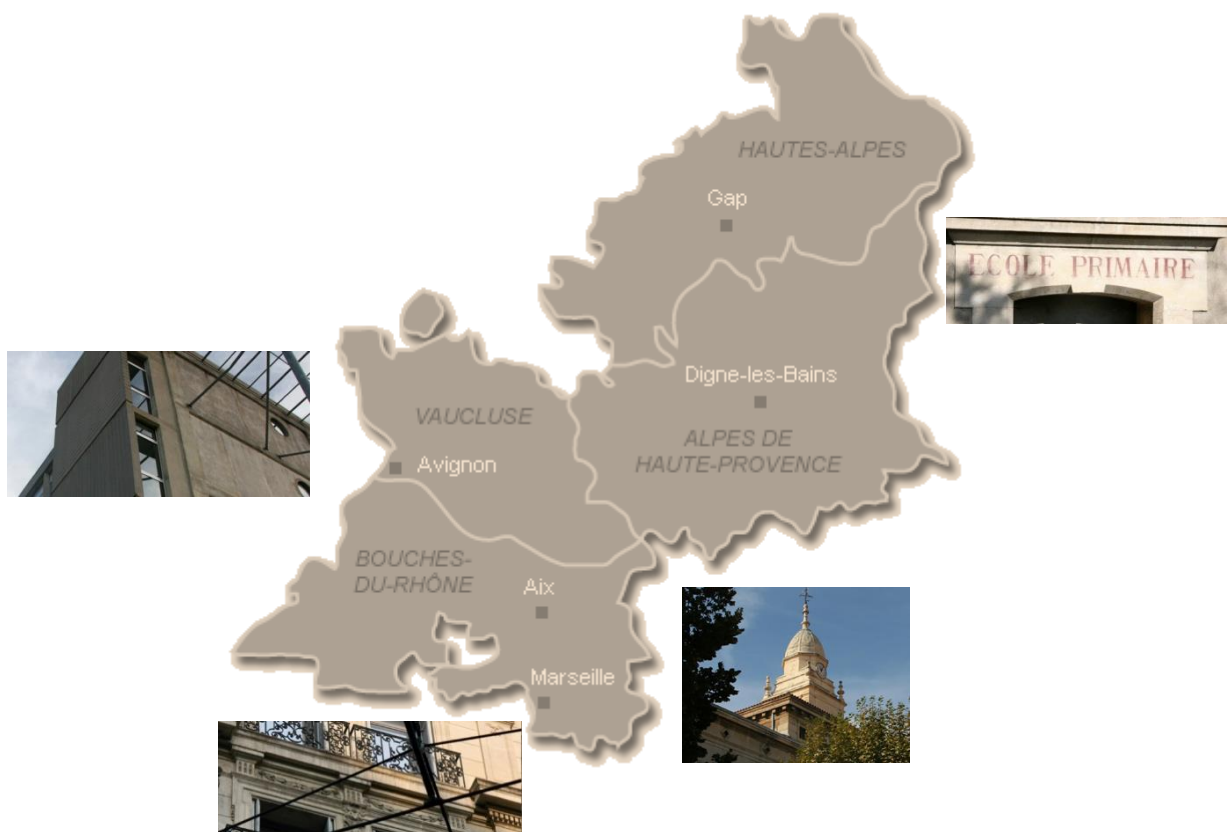 HAUTES-ALPES
Gap
ECOLE PRIMAIRE
Digne-les-Bains
VAUCLUSE
ALPES DE
HAUTE-PROVENCE
Avignon
BOUCHES-
DU-RHÔNE
Aix
Marseille